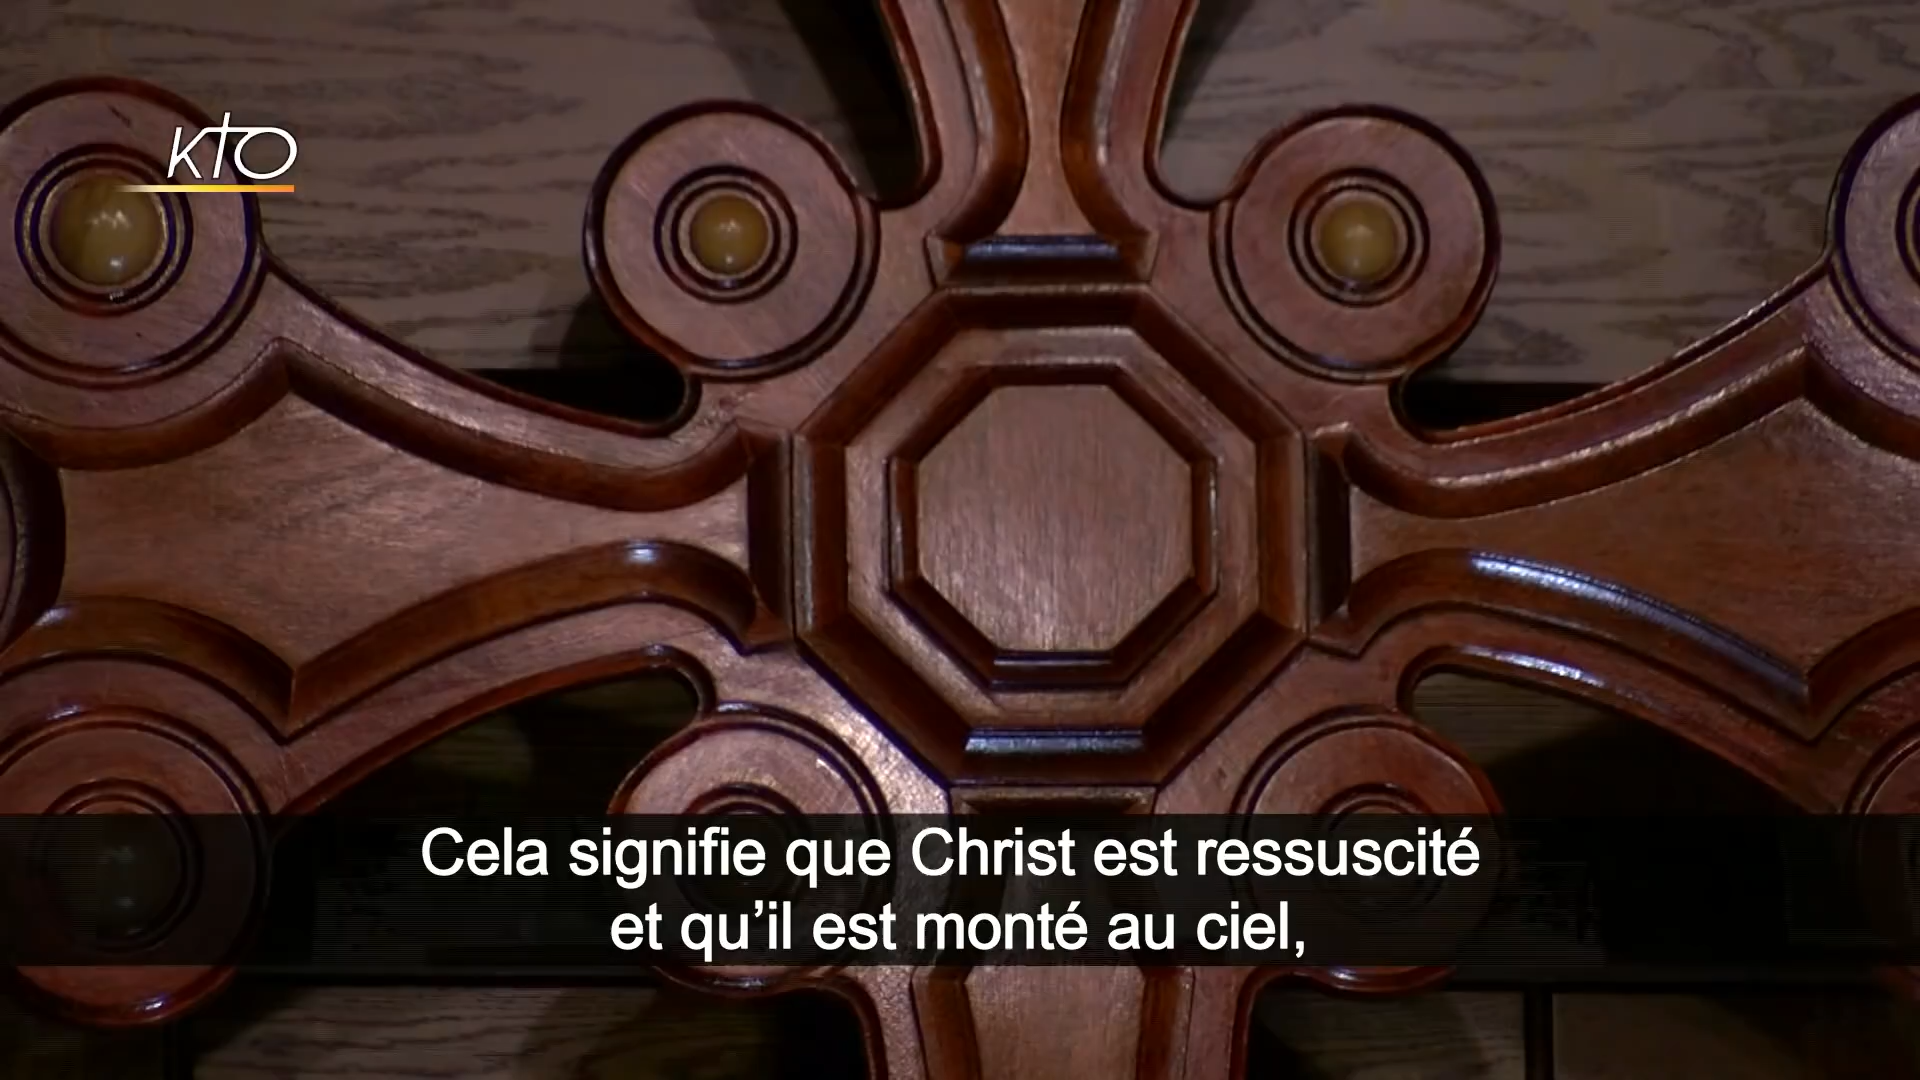 KTO
Cela signifie que Christ est ressuscité
et qu’il est monté au ciel,